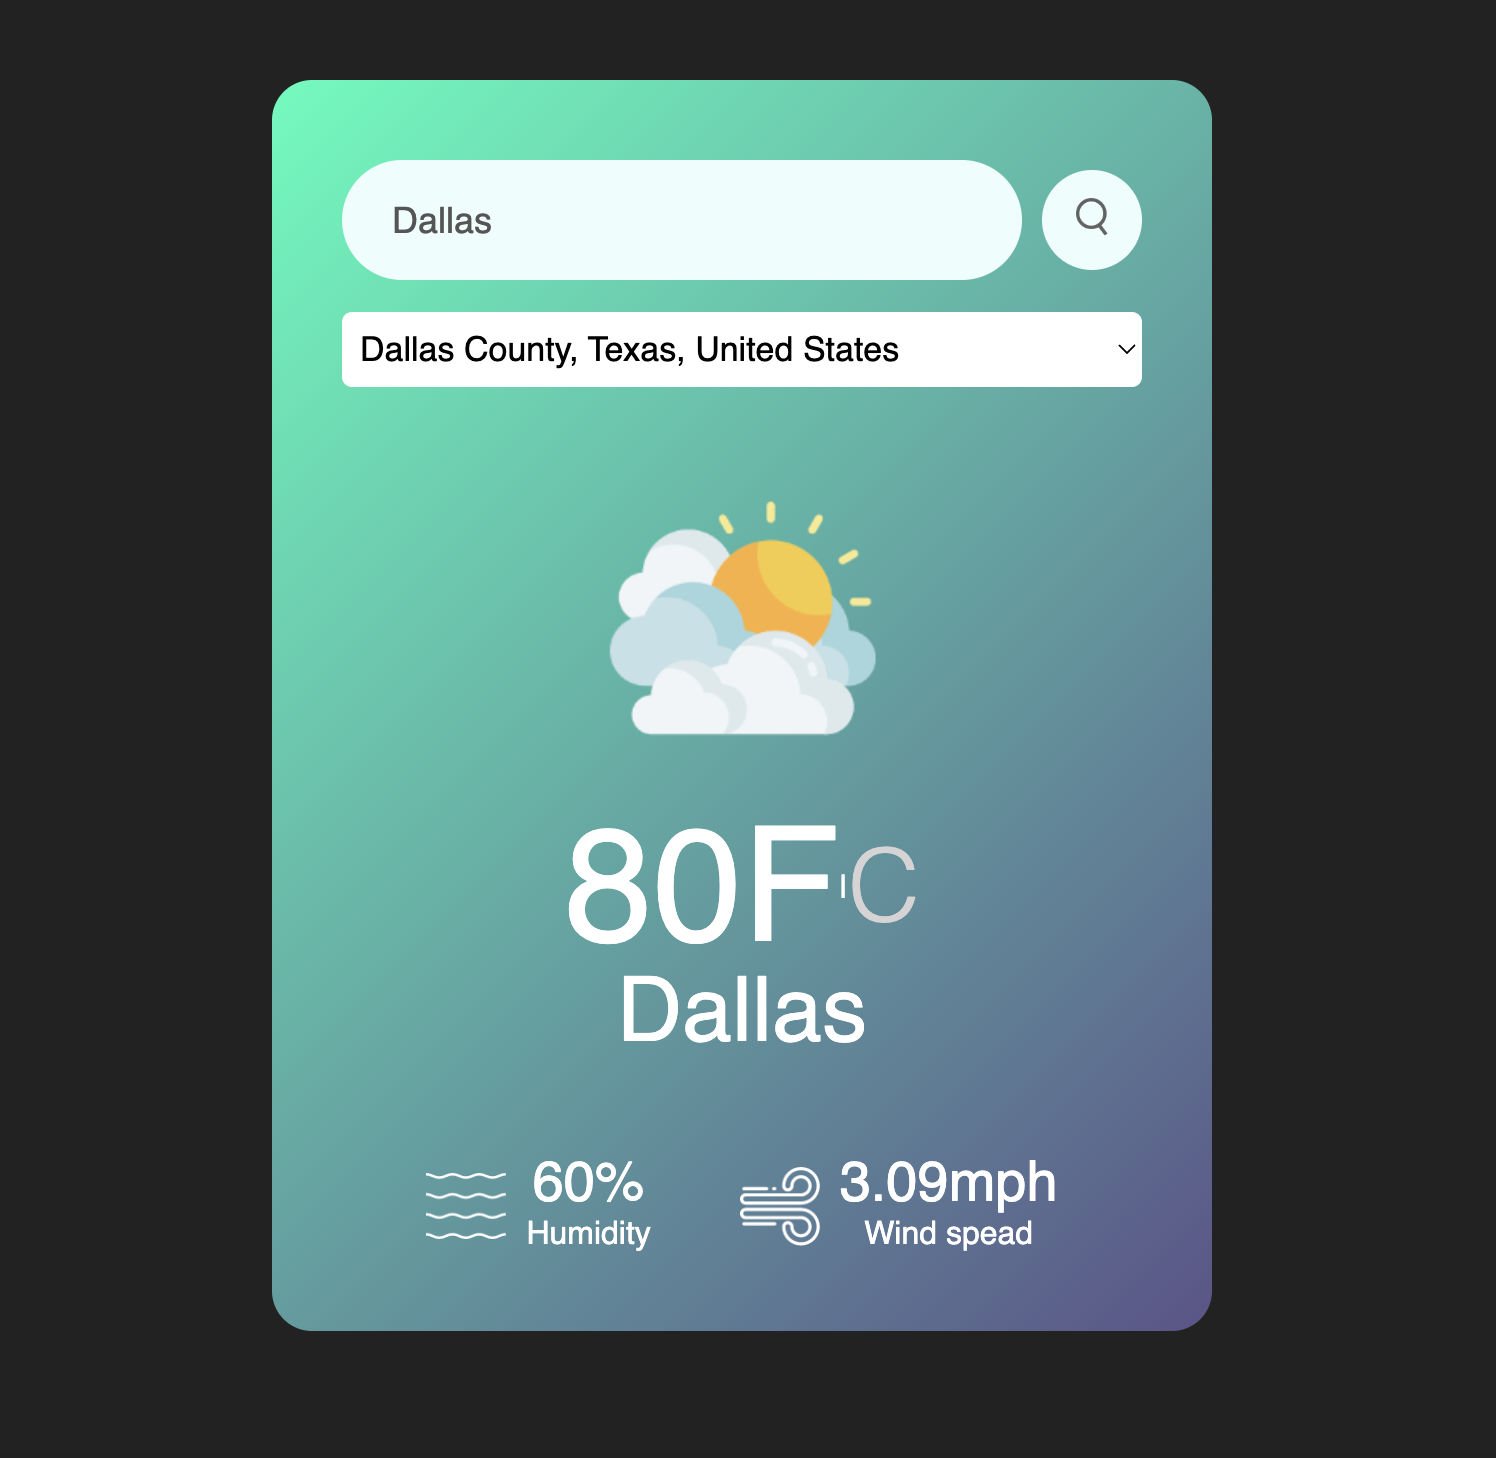 Dallas
Dallas County, Texas, United States
80F|C
Dallas
60%
Humidity
3.09mph
Wind spead